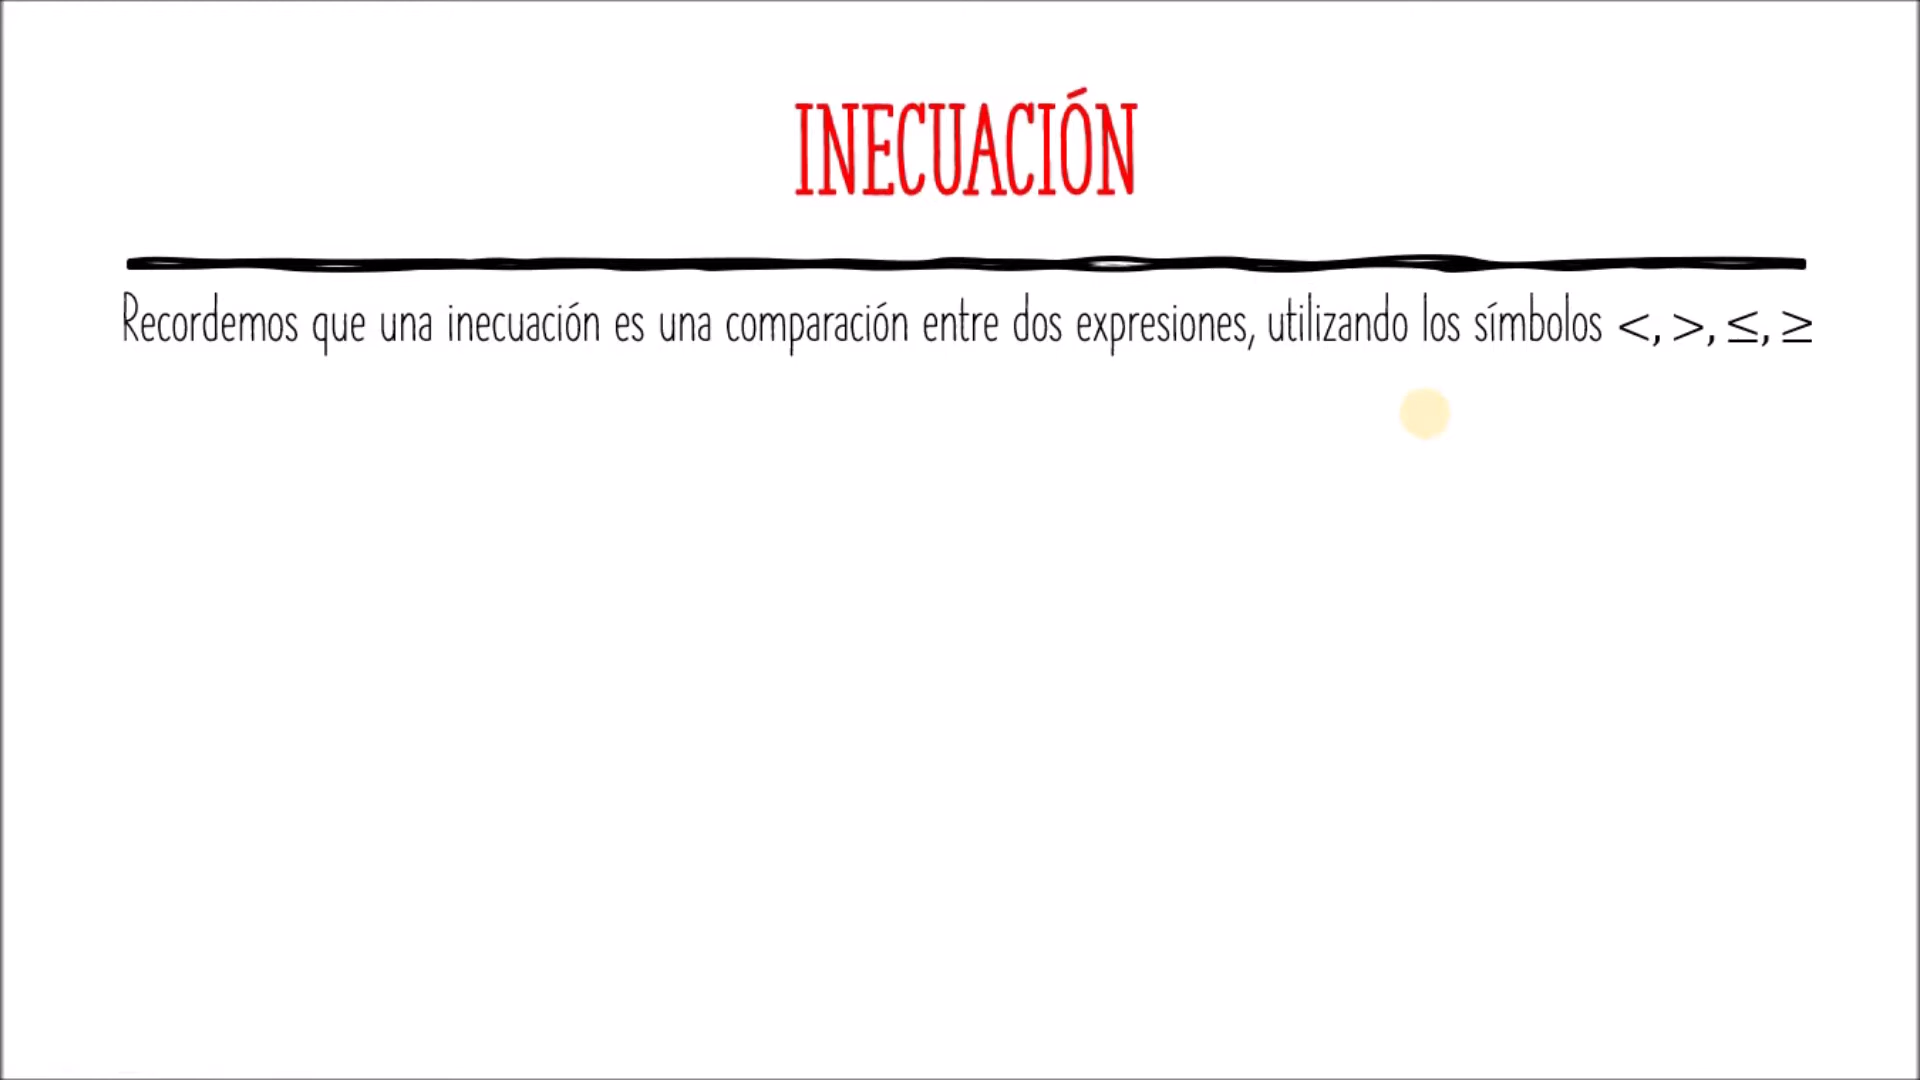 INECUACIÓN
Recordemos que una inecuación es una comparación entre dos expresiones, utilizando los símbolos <, >, ≤, ≥